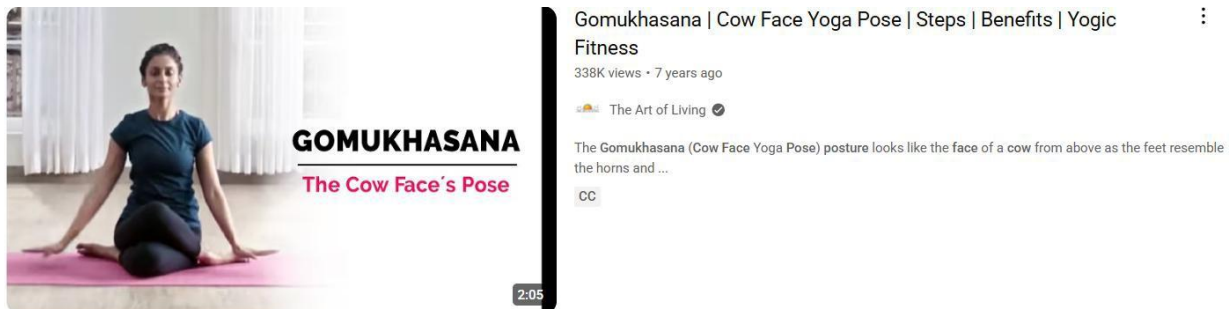 GOMUKHASANA
The Cow Face´s Pose
2:05
Gomukhasana | Cow Face Yoga Pose | Steps | Benefits | Yogic
Fitness
338K views • 7 years ago
The Art of Living
The Gomukhasana (Cow Face Yoga Pose) posture looks like the face of a cow from above as the feet resemble
the horns and ...
CC